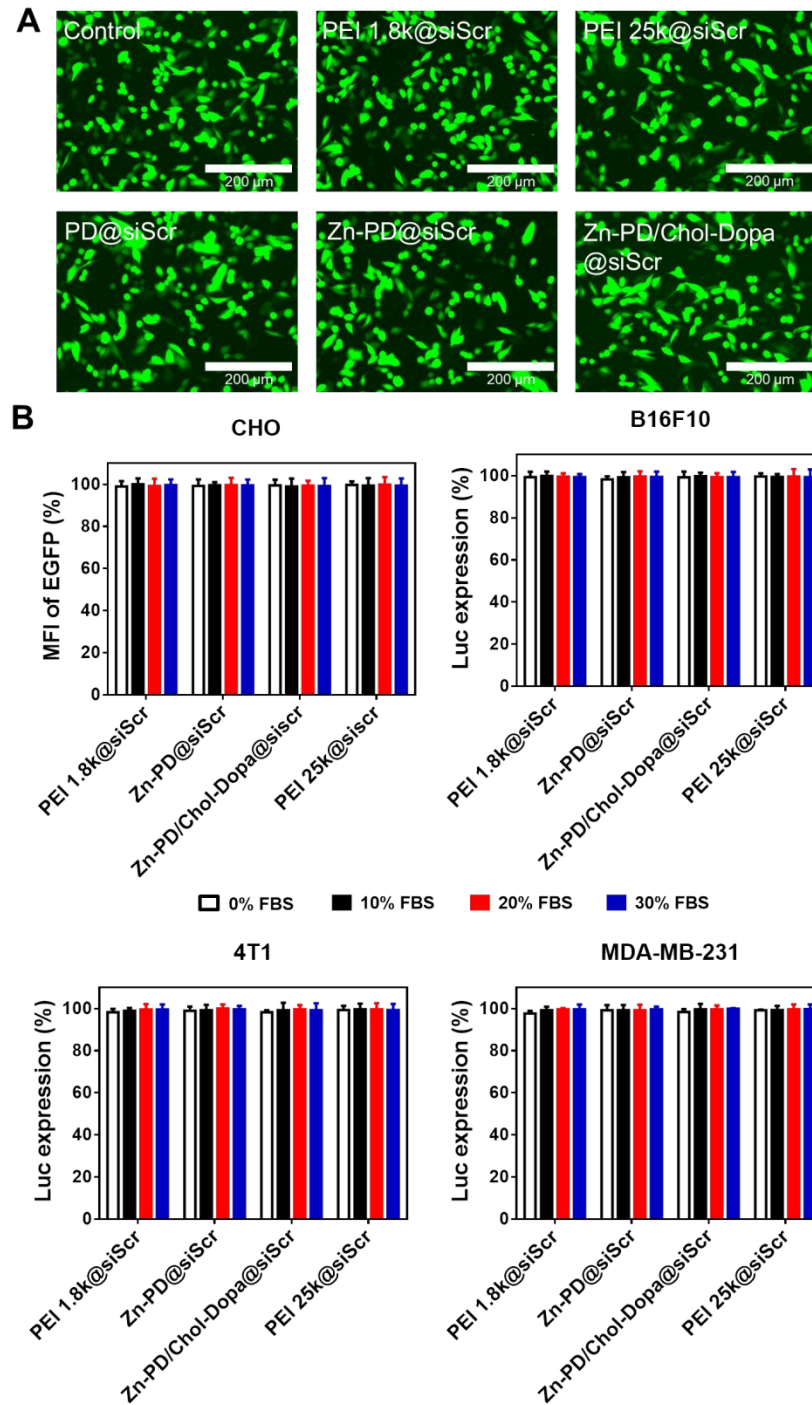 A
Control
PEI 1.8k@siScr
PEI 25k@siScr
200 µm
200 µm
200 µm
PD@siScr
Zn-PD@siScr
Zn-PD/Chol-Dopa
@siScr
200 µm
200 µm
200 µm
B
CHO
B16F10
MFI of EGFP (%)
100
80
60
40
20
0
PEI 1.8k@siScr
Zn-PD@siScr
Zn-PD/Chol-Dopa@siscr
PEI 25k@siscr
Luc expression (%)
100
80
60
40
20
0
PEI 1.8k@siScr
Zn-PD@siScr
Zn-PD/Chol-Dopa@siScr
PEI 25k@siScr
0% FBS 10% FBS 20% FBS 30% FBS
4T1
MDA-MB-231
Luc expression (%)
100
80
60
40
20
0
PEI 1.8k@siScr
Zn-PD@siScr
Zn-PD/Chol-Dopa@siScr
PEI 25k@siScr
Luc expression (%)
100
80
60
40
20
0
PEI 1.8k@siScr
Zn-PD@siScr
Zn-PD/Chol-Dopa@siScr
PEI 25k@siScr